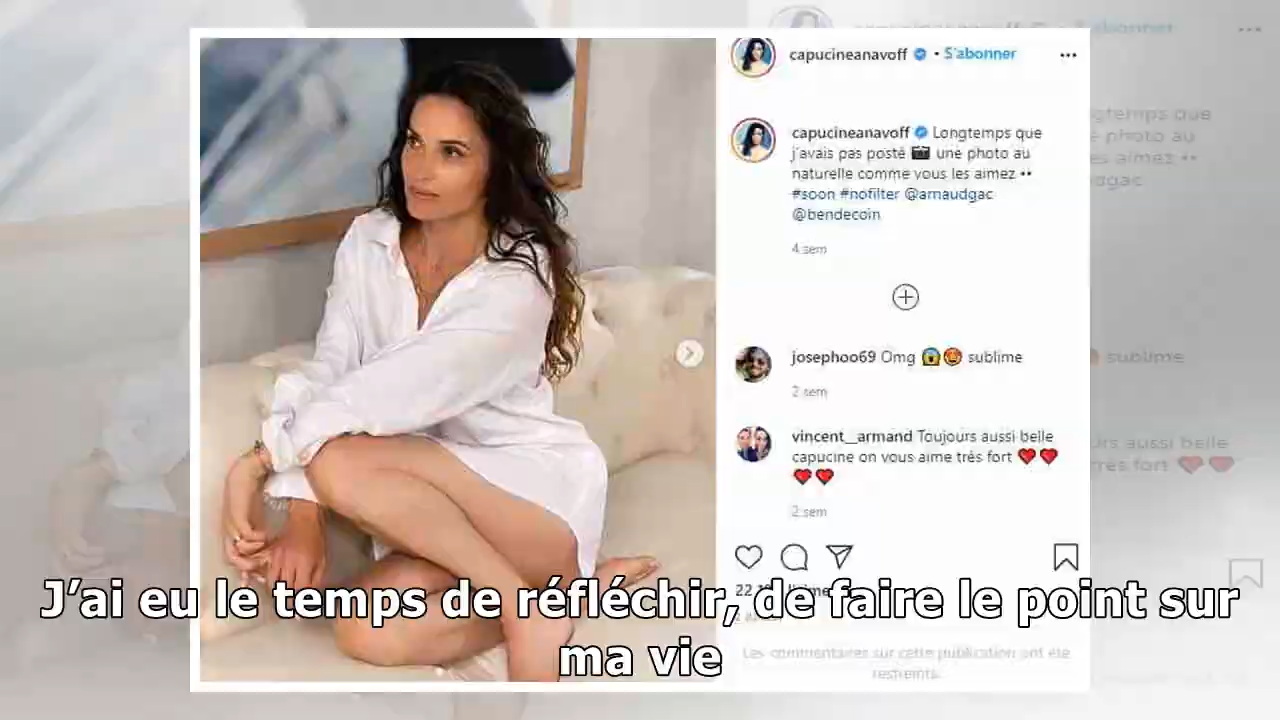 capucineanavoff • S'abonner
capucineanavoff Longtemps que
j'avais pas posté 📸 une photo au
naturelle comme vous les aimez ••
#soon #nofilter @arnaudgac
@bendecoin
4 sem
josephoo69 Omg 😱🤩 sublime
2 sem
vincent__armand Toujours aussi belle
capucine on vous aime très fort ❤️❤️
❤️❤️
2 sem
J'ai eu le temps de réfléchir, de faire le point sur
ma vie
Les commentaires sur cette publication ont été
restreints.